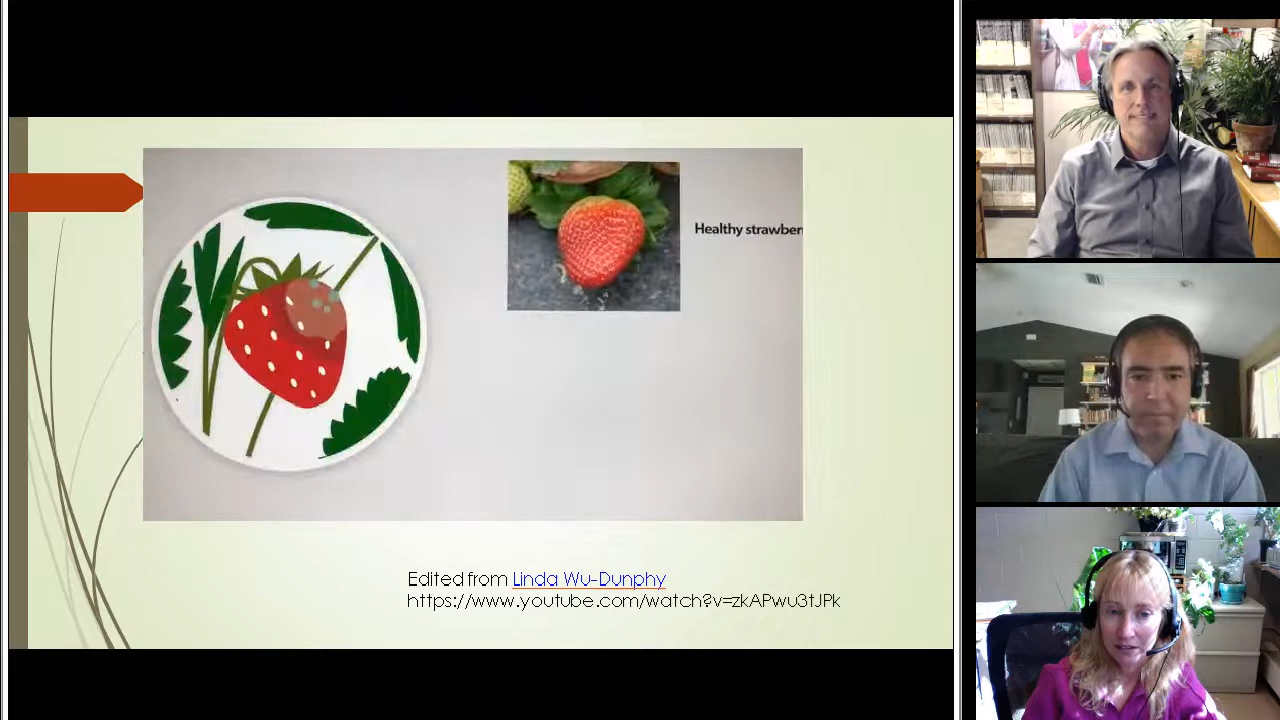 Healthy strawber
Edited from Linda Wu-Dunphy
https://www.youtube.com/watch?v=zkAPwu3tJPk